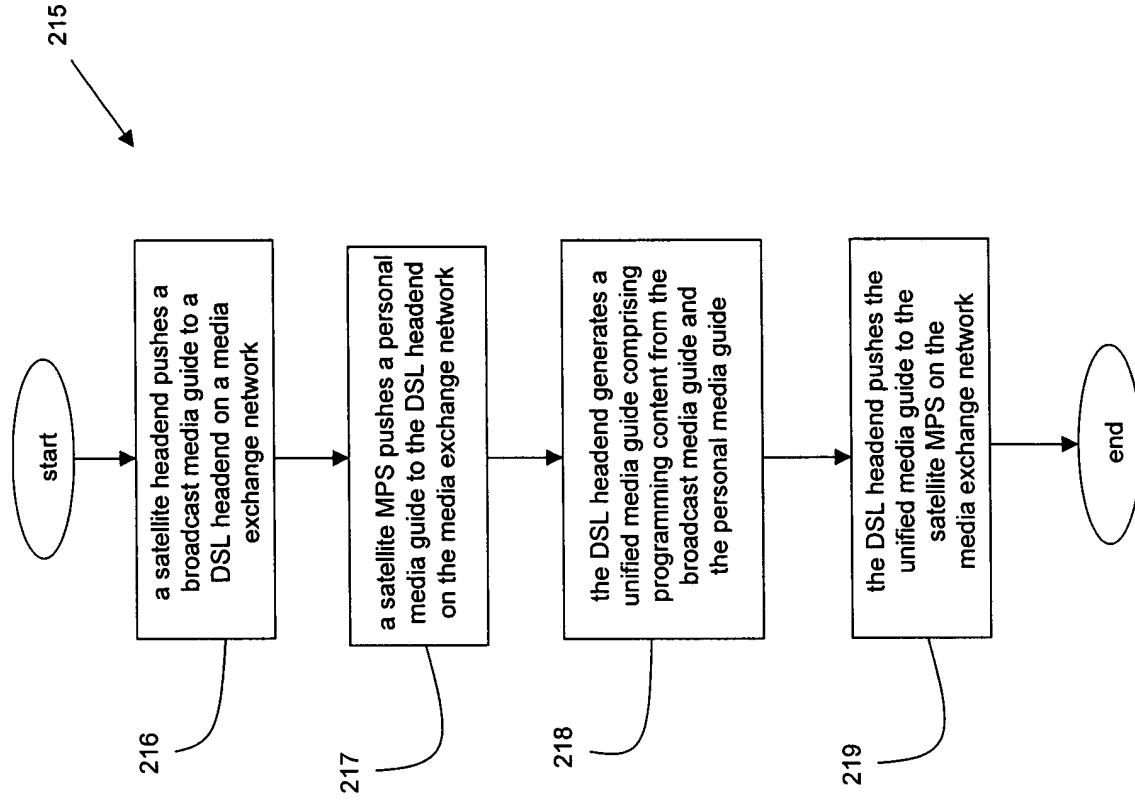 215
start
216
a satellite headend pushes a
broadcast media guide to a
DSL headend on a media
exchange network
217
a satellite MPS pushes a personal
media guide to the DSL headend
on the media exchange network
218
the DSL headend generates a
unified media guide comprising
programming content from the
broadcast media guide and
the personal media guide
219
the DSL headend pushes the
unified media guide to the
satellite MPS on the
media exchange network
end